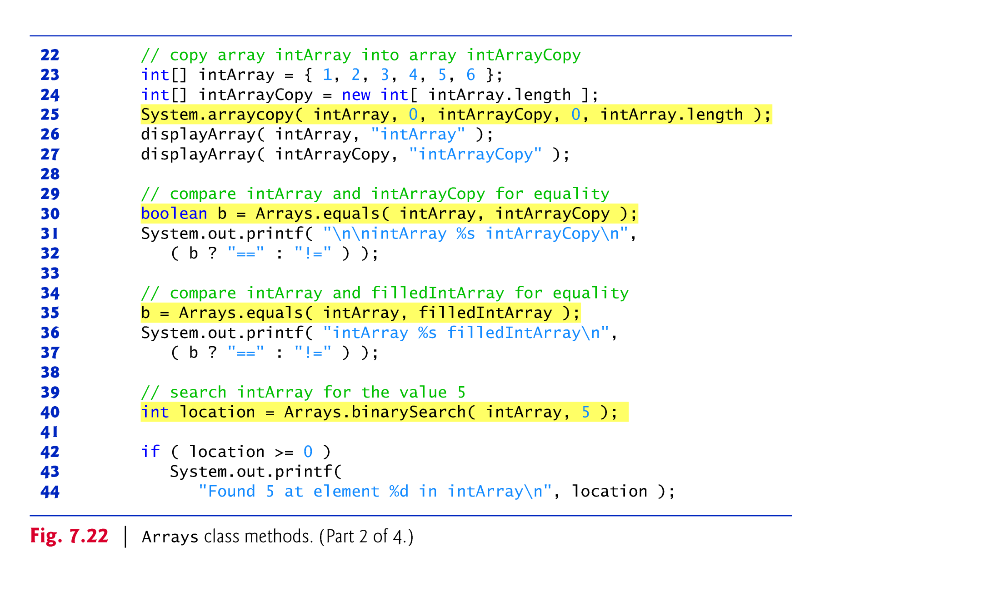 22 // copy array intArray into array intArrayCopy
23 int[] intArray = { 1, 2, 3, 4, 5, 6 };
24 int[] intArrayCopy = new int[ intArray.length ];
25 System.arraycopy( intArray, 0, intArrayCopy, 0, intArray.length );
26 displayArray( intArray, "intArray" );
27 displayArray( intArrayCopy, "intArrayCopy" );
28
29 // compare intArray and intArrayCopy for equality
30 boolean b = Arrays.equals( intArray, intArrayCopy );
31 System.out.printf( "\n\nintArray %s intArrayCopy\n",
32    ( b ? "==" : "!=" ) );
33
34 // compare intArray and filledIntArray for equality
35 b = Arrays.equals( intArray, filledIntArray );
36 System.out.printf( "intArray %s filledIntArray\n",
37    ( b ? "==" : "!=" ) );
38
39 // search intArray for the value 5
40 int location = Arrays.binarySearch( intArray, 5 );
41
42 if ( location >= 0 )
43    System.out.printf(
44       "Found 5 at element %d in intArray\n", location );
Fig. 7.22 | Arrays class methods. (Part 2 of 4.)